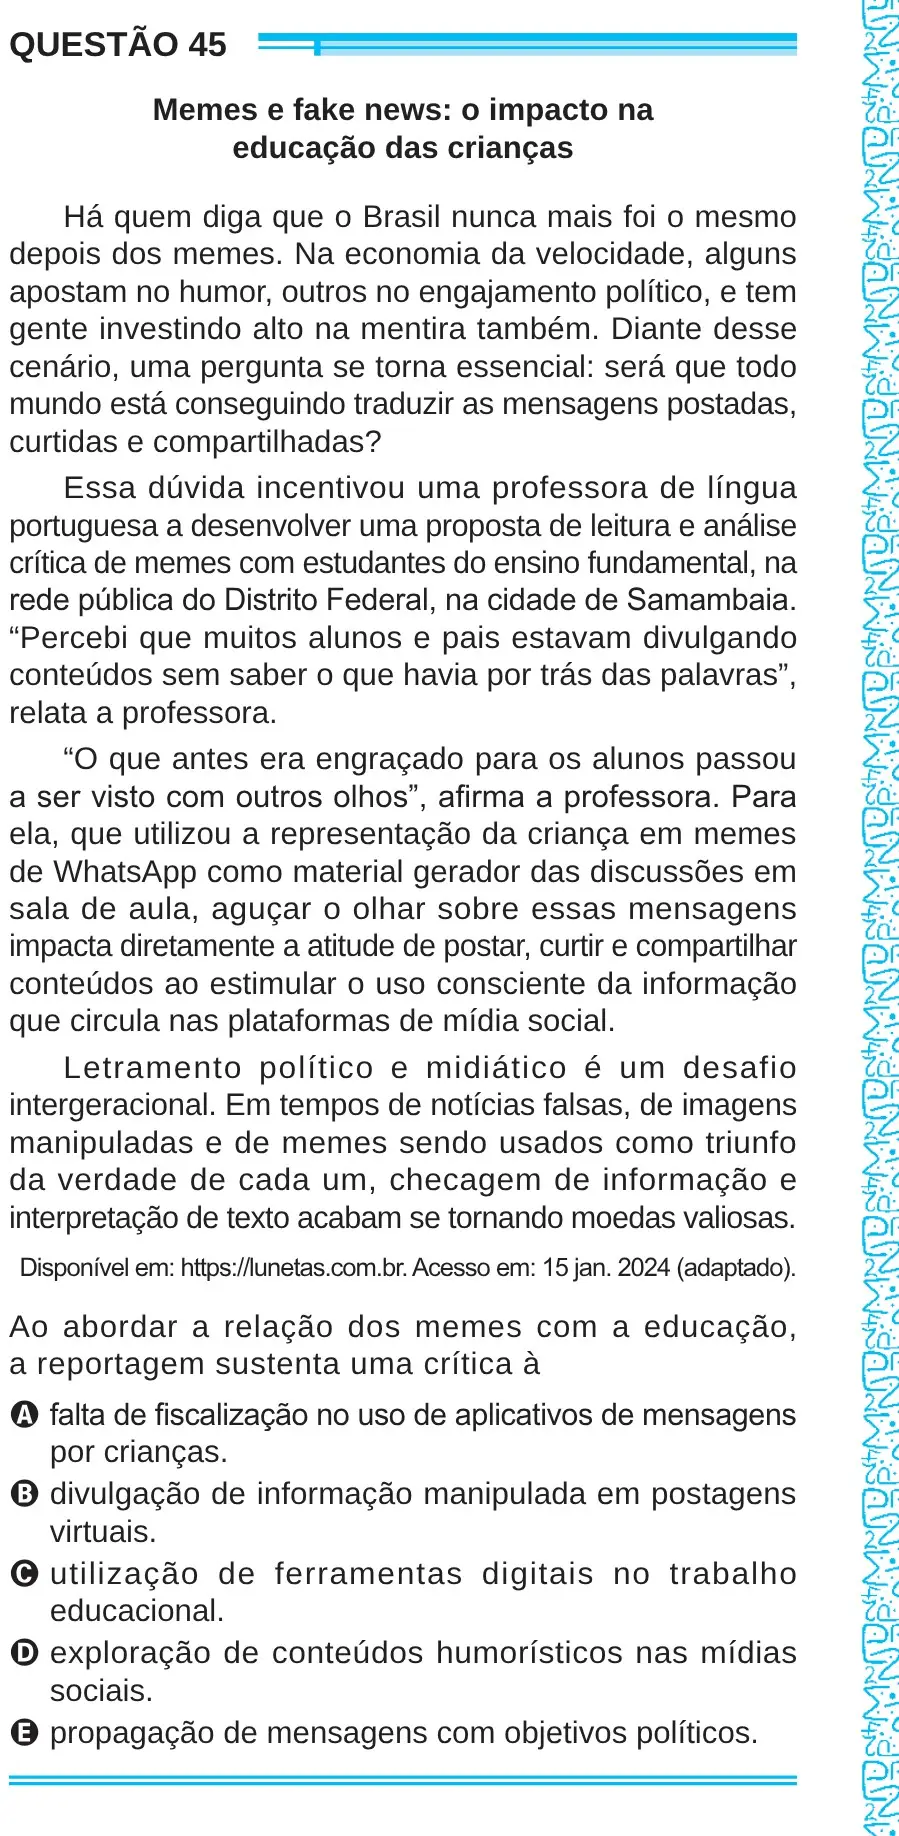 QUESTÃO 45
Memes e fake news: o impacto na
educação das crianças
Há quem diga que o Brasil nunca mais foi o mesmo
depois dos memes. Na economia da velocidade, alguns
apostam no humor, outros no engajamento político, e tem
gente investindo alto na mentira também. Diante desse
cenário, uma pergunta se torna essencial: será que todo
mundo está conseguindo traduzir as mensagens postadas,
curtidas e compartilhadas?
Essa dúvida incentivou uma professora de língua
portuguesa a desenvolver uma proposta de leitura e análise
crítica de memes com estudantes do ensino fundamental, na
rede pública do Distrito Federal, na cidade de Samambaia.
“Percebi que muitos alunos e pais estavam divulgando
conteúdos sem saber o que havia por trás das palavras”,
relata a professora.
“O que antes era engraçado para os alunos passou
a ser visto com outros olhos”, afirma a professora. Para
ela, que utilizou a representação da criança em memes
de WhatsApp como material gerador das discussões em
sala de aula, aguçar o olhar sobre essas mensagens
impacta diretamente a atitude de postar, curtir e compartilhar
conteúdos ao estimular o uso consciente da informação
que circula nas plataformas de mídia social.
Letramento político e midiático é um desafio
intergeracional. Em tempos de notícias falsas, de imagens
manipuladas e de memes sendo usados como triunfo
da verdade de cada um, checagem de informação e
interpretação de texto acabam se tornando moedas valiosas.
Disponível em: https://lunetas.com.br. Acesso em: 15 jan. 2024 (adaptado).
Ao abordar a relação dos memes com a educação,
a reportagem sustenta uma crítica à
A falta de fiscalização no uso de aplicativos de mensagens
por crianças.
B divulgação de informação manipulada em postagens
virtuais.
C utilização de ferramentas digitais no trabalho
educacional.
D exploração de conteúdos humorísticos nas mídias
sociais.
E propagação de mensagens com objetivos políticos.